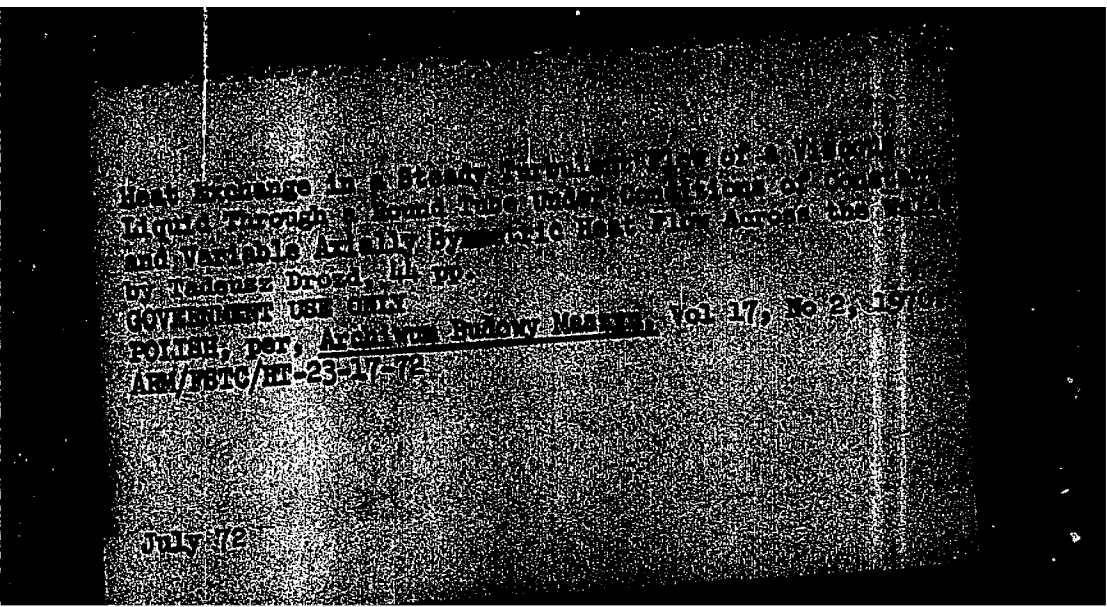 Heat Exchange in a Steady Turbulent Flow of a Viscous
Liquid Through a Round Tube Under Conditions of Constant
and Variable Axially Symmetric Heat Flow Across the Wall
by Tadeusz Drozd, pp.
GOVERNMENT USE ONLY
POLISH, per, Archiwum Budowy Maszyn, Vol 17, No 2, 1970.
ARM/FSTC/HT-23-17-72
July 72